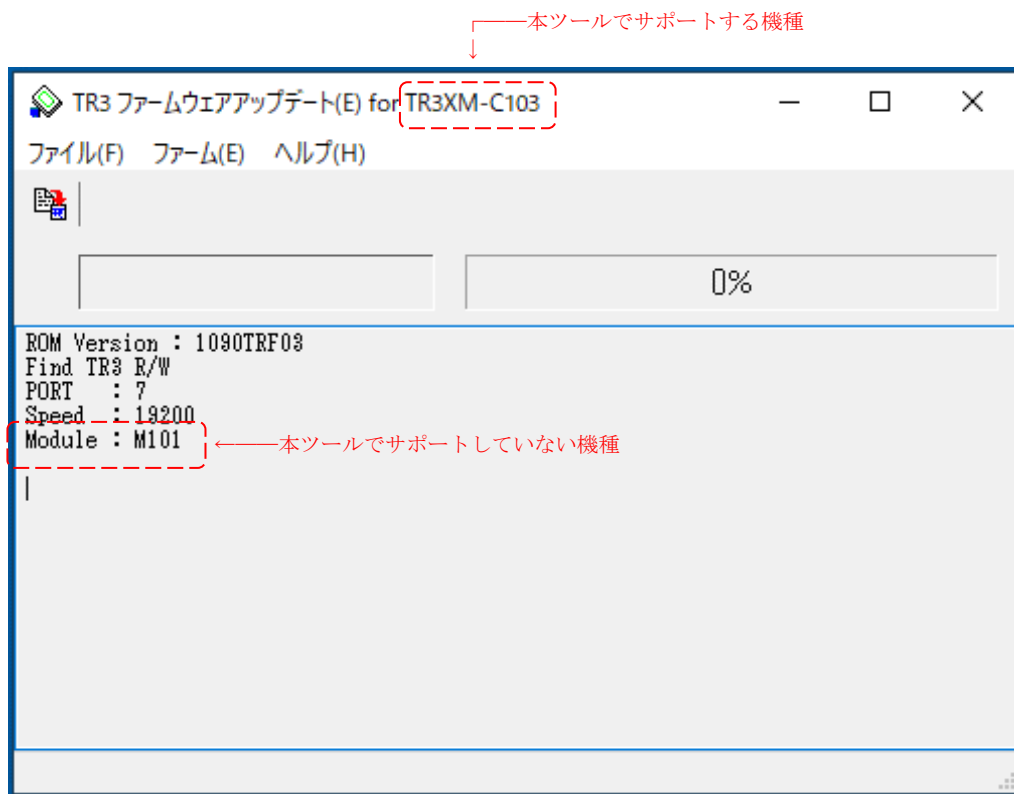 本ツールでサポートする機種
TR3 ファームウェアアップデート(E) for TR3XM-C103
ファイル(F) ファーム(E) ヘルプ(H)
0%
ROM Version : 1090TRF03
Find TR3 R/W
PORT : 7
Speed : 19200
Module : M101
←――本ツールでサポートしていない機種